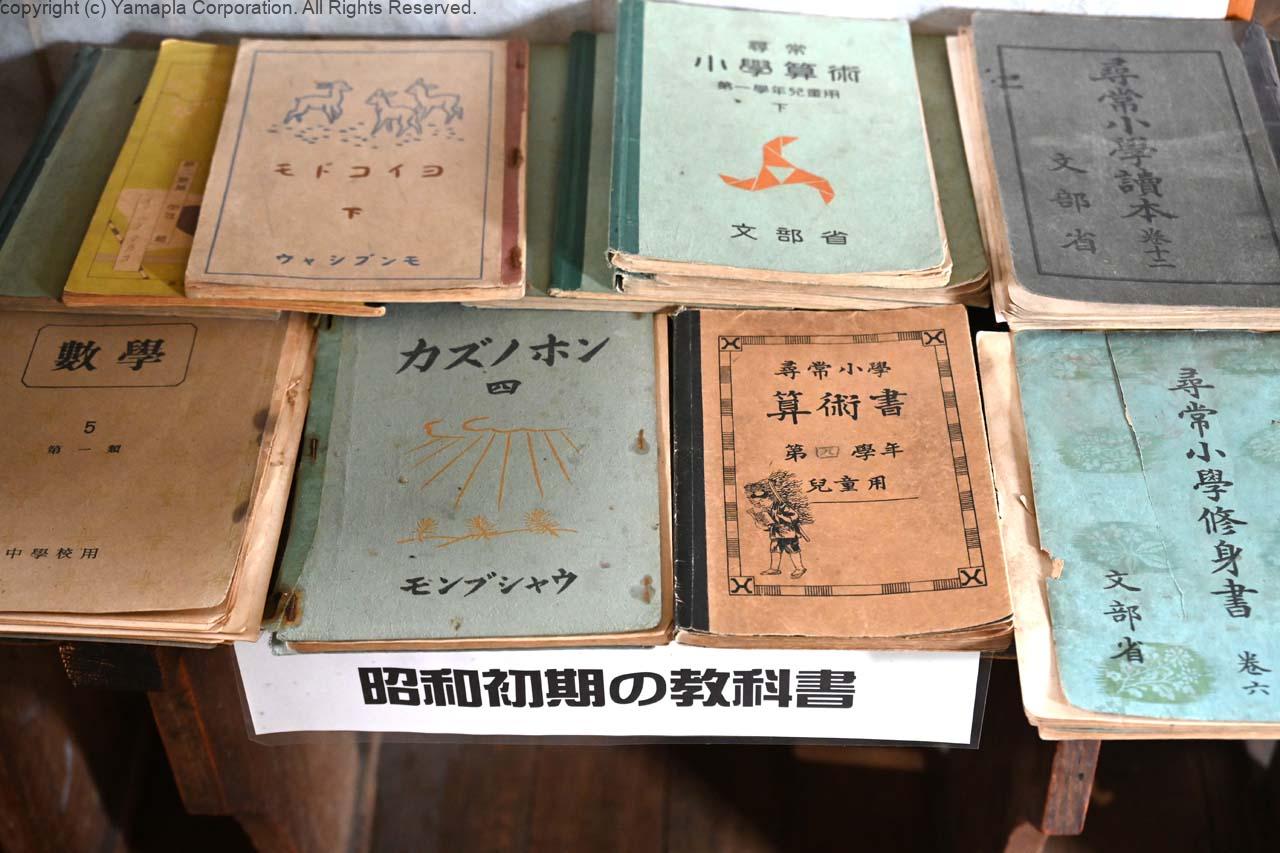 copyright (c) Yamapla Corporation. All Rights Reserved.
モドコイヨ
下
ウャシブンモ
尋常
小學算術
第一學年兒童用
下
文部省
尋常小學讀本 卷十二
文部省
數學
5
第一類
中學校用
カズノホン
四
モンブシャウ
尋常小學
算術書
第四學年
兒童用
尋常小學修身書
卷六
文部省
昭和初期の教科書